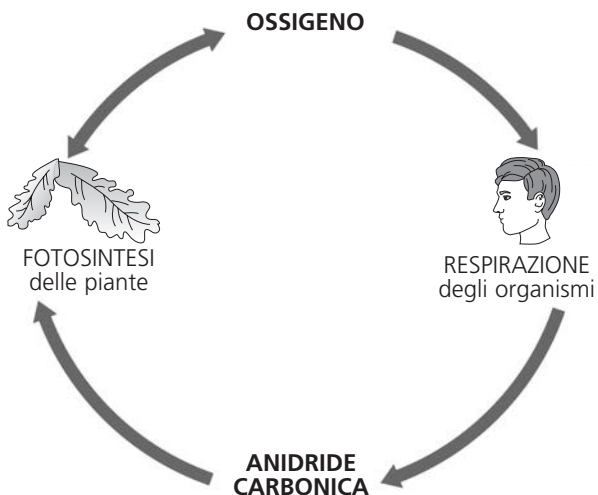 OSSIGENO
FOTOSINTESI
delle piante
RESPIRAZIONE
degli organismi
ANIDRIDE
CARBONICA